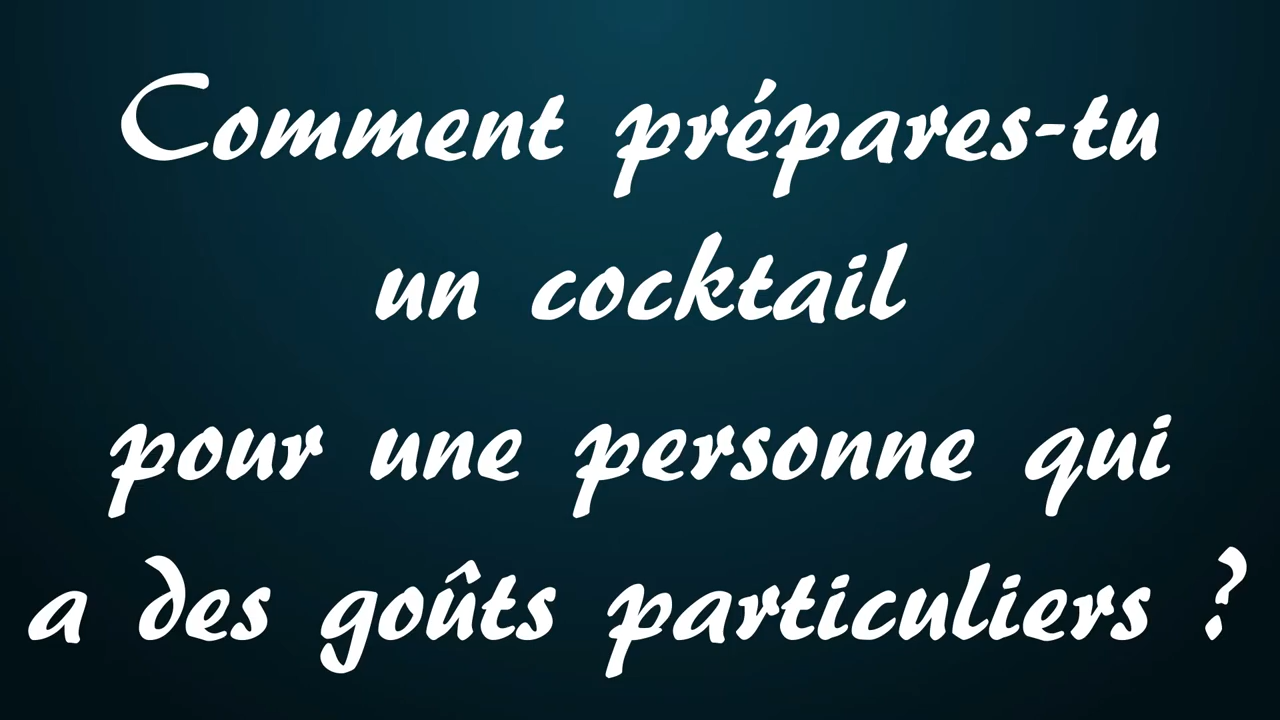 Comment prépares-tu
un cocktail
pour une personne qui
a des goûts particuliers ?